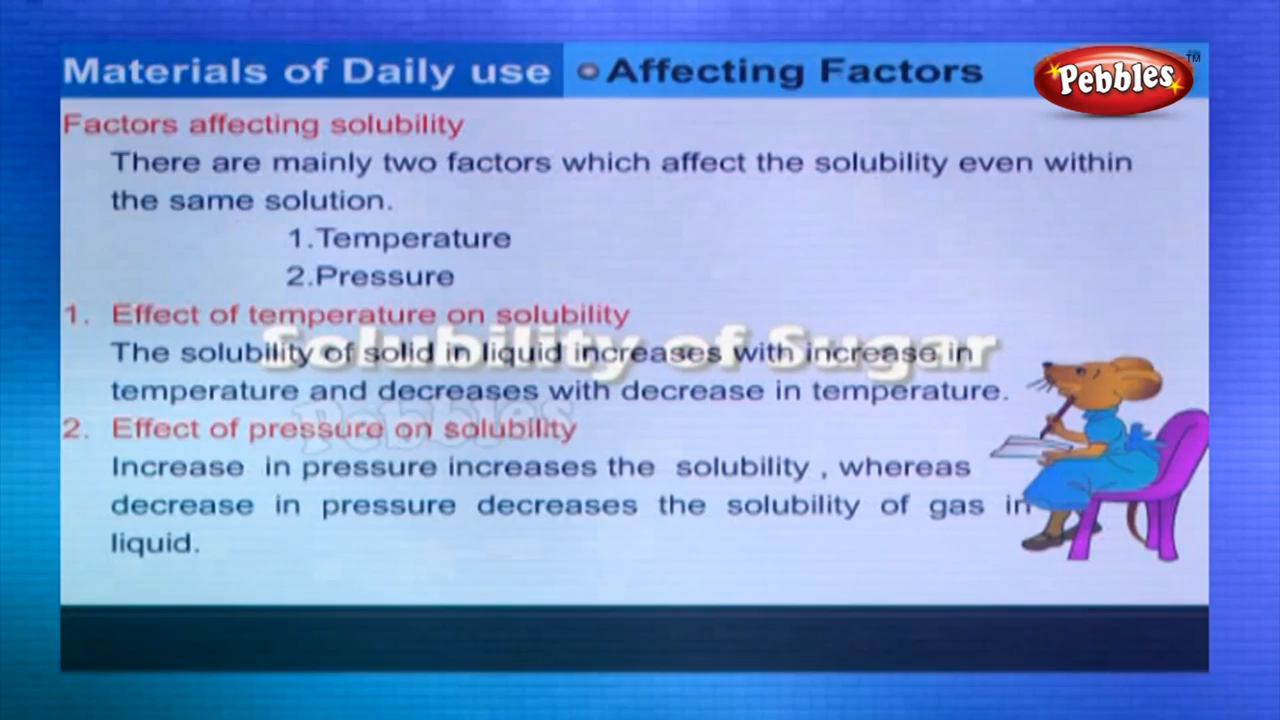 Materials of Daily use Affecting Factors
Pebbles TM
Factors affecting solubility
There are mainly two factors which affect the solubility even within
the same solution.
1.Temperature
2.Pressure
1. Effect of temperature on solubility
Solubility of Sugar
The solubility of solid in liquid increases with increase in
temperature and decreases with decrease in temperature.
Pebbles
2. Effect of pressure on solubility
Increase in pressure increases the solubility , whereas
decrease in pressure decreases the solubility of gas in
liquid.